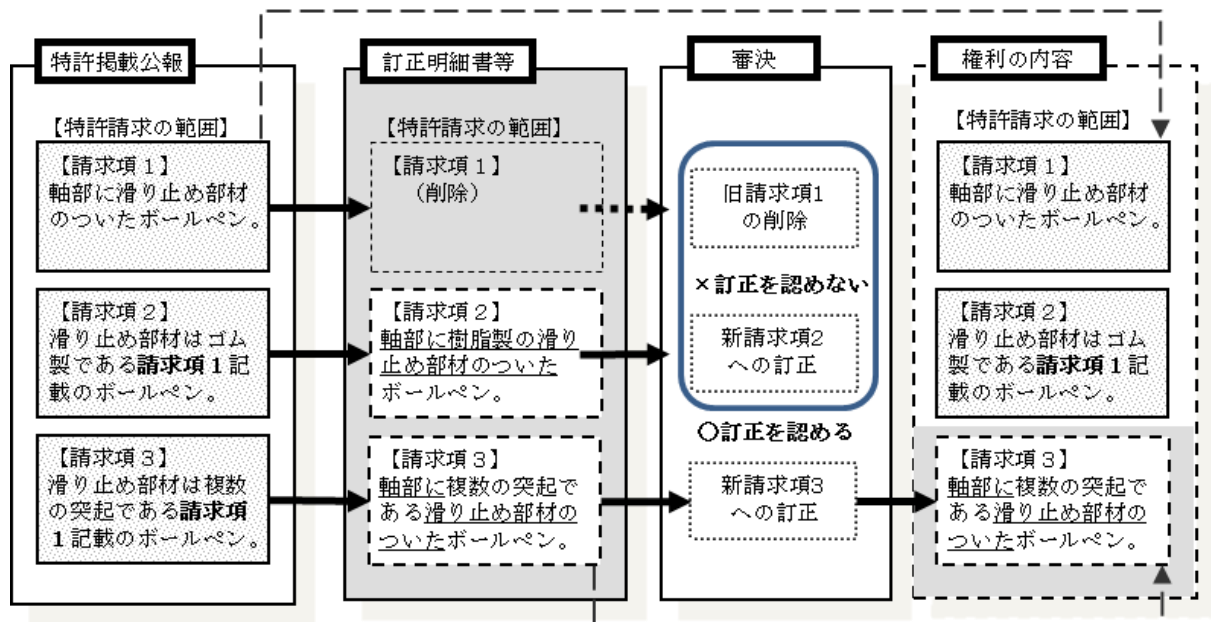 特許掲載公報
【特許請求の範囲】
【請求項１】
軸部に滑り止め部材
のついたボールペン。
【請求項２】
滑り止め部材はゴム
製である請求項１記
載のボールペン。
【請求項３】
滑り止め部材は複数
の突起である請求項
１記載のボールペン。
訂正明細書等
【特許請求の範囲】
【請求項１】
（削除）
【請求項２】
軸部に樹脂製の滑り
止め部材のついた
ボールペン。
【請求項３】
軸部に複数の突起で
ある滑り止め部材の
ついたボールペン。
審決
旧請求項1
の削除
×訂正を認めない
新請求項2
への訂正
〇訂正を認める
新請求項3
への訂正
権利の内容
【特許請求の範囲】
【請求項１】
軸部に滑り止め部材
のついたボールペン。
【請求項２】
滑り止め部材はゴム
製である請求項１記
載のボールペン。
【請求項３】
軸部に複数の突起で
ある滑り止め部材の
ついたボールペン。